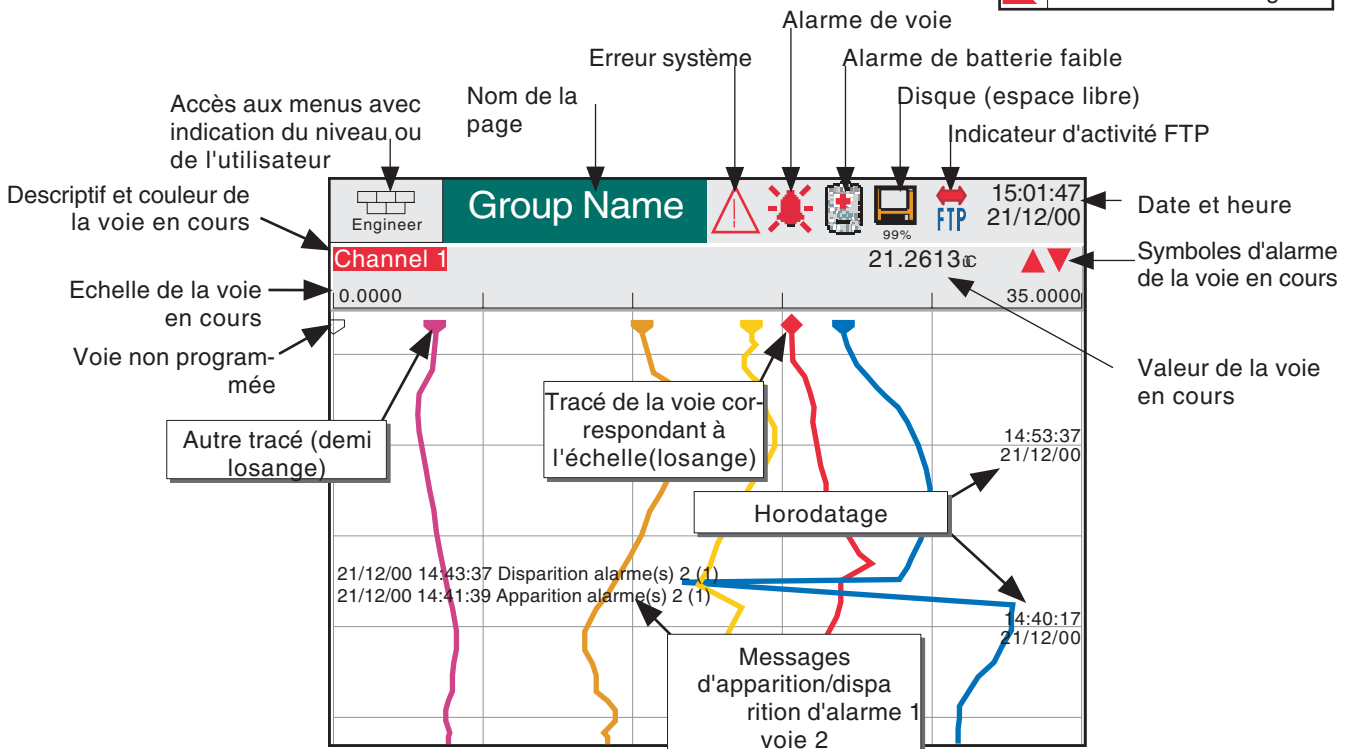 Alarme de voie
Erreur système
Alarme de batterie faible
Accès aux menus avec
indication du niveau ou
de l'utilisateur
Nom de la
page
Disque (espace libre)
Indicateur d'activité FTP
Descriptif et couleur de
la voie en cours
Engineer
Group Name
99%
FTP
15:01:47
21/12/00
Date et heure
Channel 1
21.2613
Symboles d'alarme
de la voie en cours
Echelle de la voie
en cours
0.0000
35.0000
Voie non program-
mée
Valeur de la voie
en cours
Autre tracé (demi
losange)
Tracé de la voie cor-
respondant à
l'échelle(losange)
14:53:37
21/12/00
Horodatage
21/12/00 14:43:37 Disparition alarme(s) 2 (1)
21/12/00 14:41:39 Apparition alarme(s) 2 (1)
14:40:17
21/12/00
Messages
d'apparition/dispa
rition d'alarme 1
voie 2